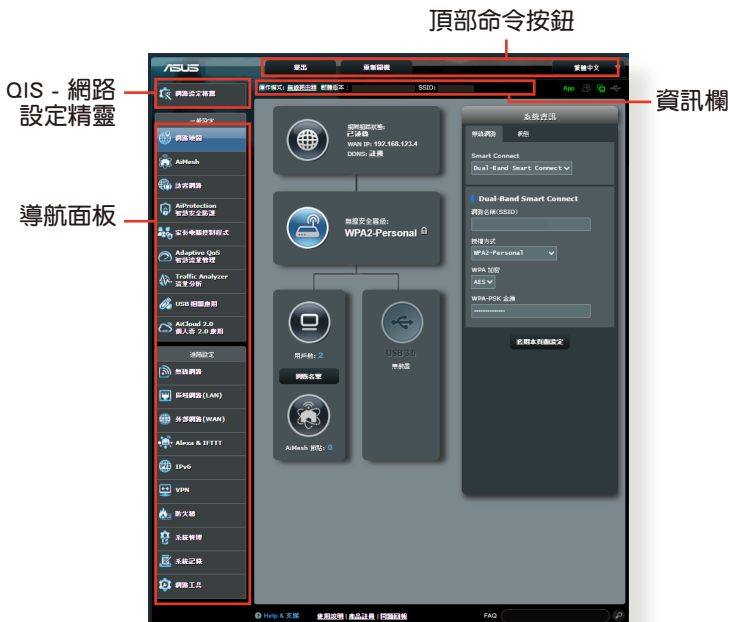 頂部命令按鈕
QIS - 網路
設定精靈
資訊欄
導航面板
ASUS
登出
重新開機
繁體中文
網路設定精靈
操作模式: 無線路由器 韌體版本:
SSID:
App
一般設定
網路地圖
AiMesh
訪客網路
AiProtection
智慧安全防護
家長電腦控制程式
Adaptive QoS
智慧流量管理
Traffic Analyzer
流量分析
USB 相關應用
AiCloud 2.0
個人雲 2.0 應用
進階設定
無線網路
區域網路(LAN)
外部網路(WAN)
Alexa & IFTTT
IPv6
VPN
防火牆
系統管理
系統記錄
網路工具
網際網路狀態:
已連線
WAN IP: 192.168.123.4
DDNS: 註冊
無線安全層級:
WPA2-Personal
用戶數: 2
AiMesh 節點: 0
USB 3.0
無裝置
系統資訊
無線網路
狀態
Smart Connect
Dual-Band Smart Connect
Dual-Band Smart Connect
網路名稱(SSID)
授權方式
WPA2-Personal
WPA 加密
AES
WPA-PSK 金鑰
套用本頁面設定
Help & 支援
使用說明 | 產品註冊 | 問題回報
FAQ